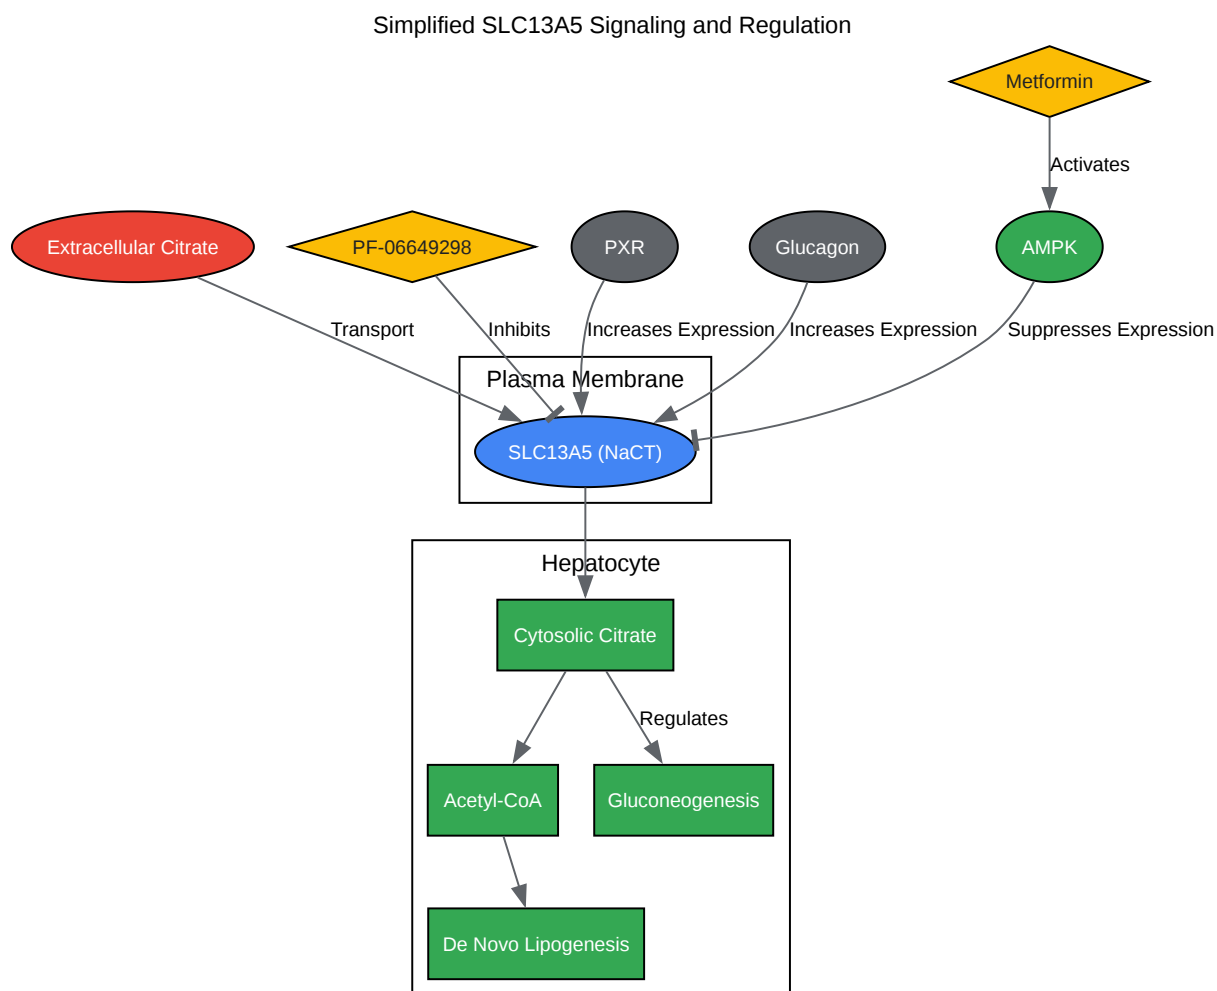 Simplified SLC13A5 Signaling and Regulation
Metformin
Activates
Extracellular Citrate
PF-06649298
PXR
Glucagon
AMPK
Transport
Inhibits
Increases Expression
Increases Expression
Suppresses Expression
Plasma Membrane
SLC13A5 (NaCT)
Hepatocyte
Cytosolic Citrate
Regulates
Acetyl-CoA
Gluconeogenesis
De Novo Lipogenesis